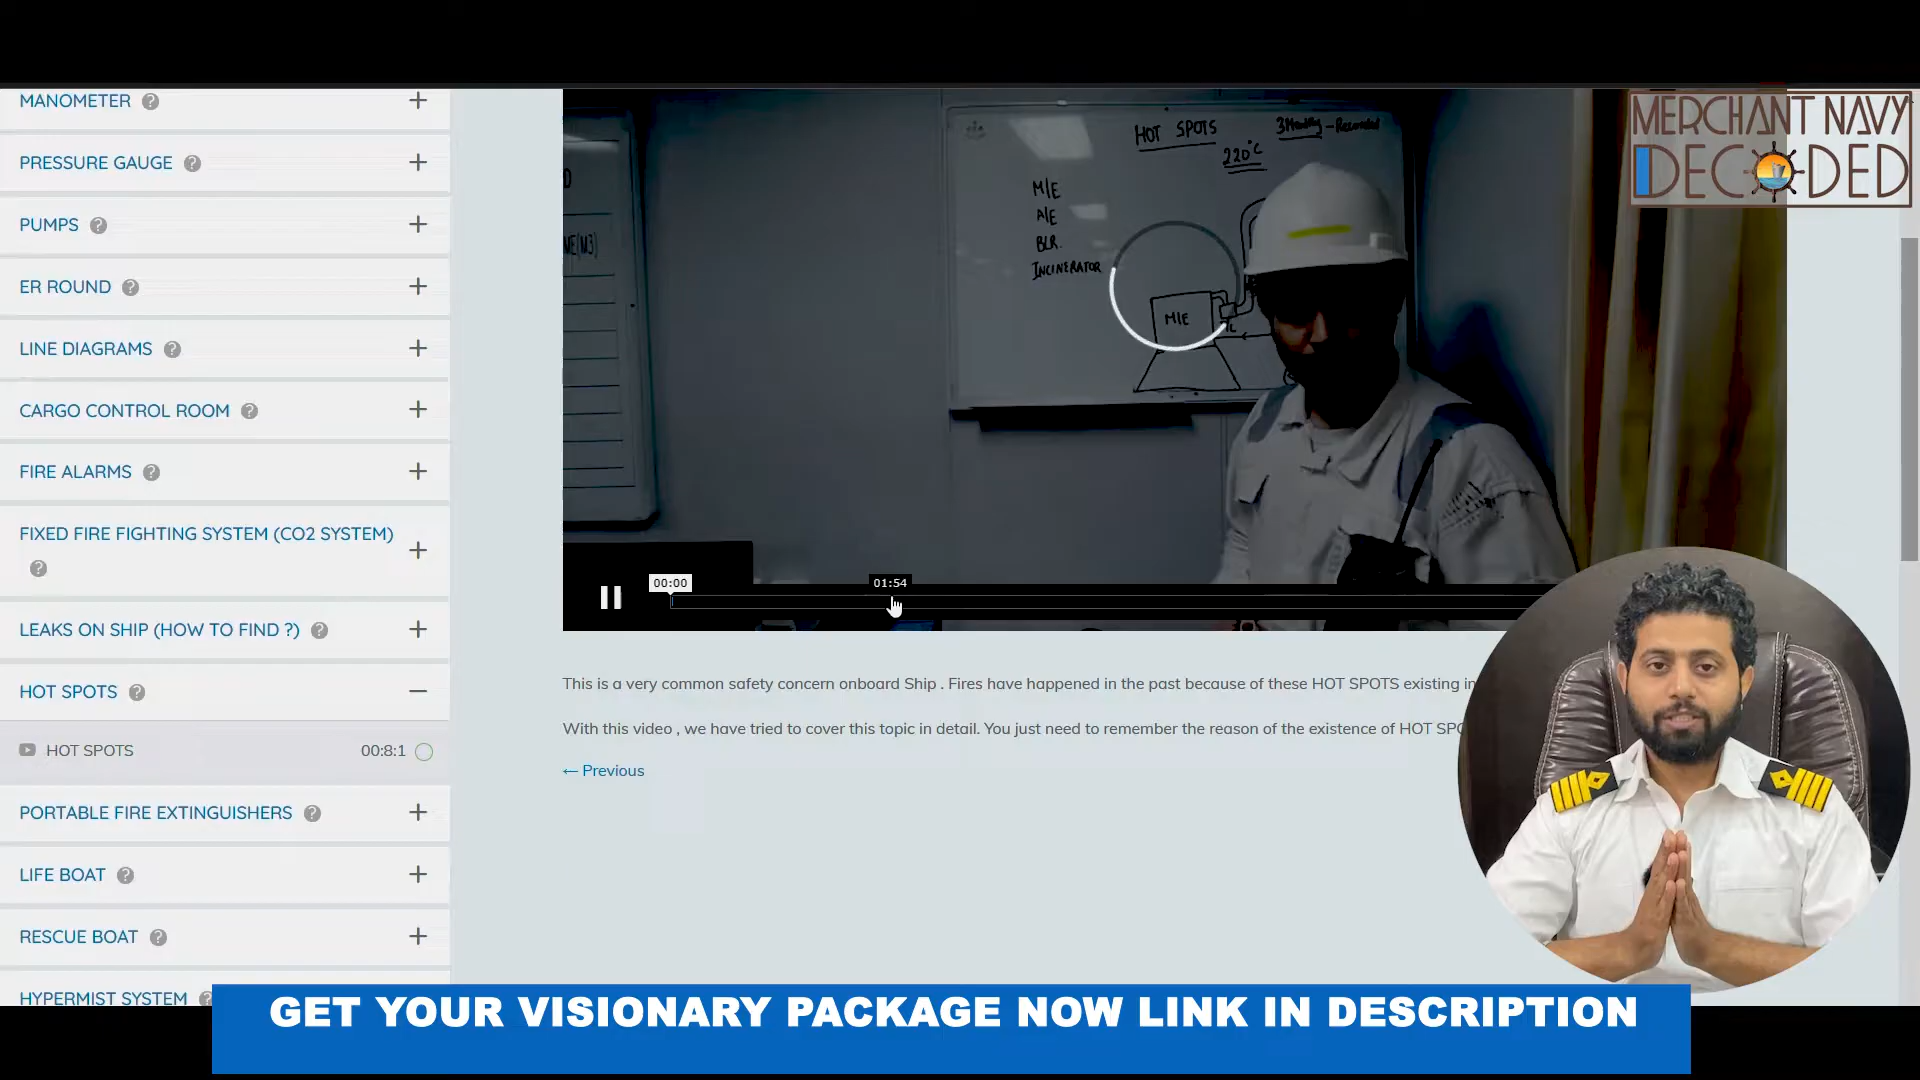 MANOMETER ?
PRESSURE GAUGE ?
PUMPS ?
ER ROUND ?
LINE DIAGRAMS ?
CARGO CONTROL ROOM ?
FIRE ALARMS ?
FIXED FIRE FIGHTING SYSTEM (CO2 SYSTEM)
?
LEAKS ON SHIP (HOW TO FIND ?) ?
HOT SPOTS ?
HOT SPOTS 00:8:1
PORTABLE FIRE EXTINGUISHERS ?
LIFE BOAT ?
RESCUE BOAT ?
HYPERMIST SYSTEM ?
HOT SPOTS
3 Monthly - Recorded
220°C
M/E
A/E
BLR.
INCINERATOR
M/E
00:00
01:54
This is a very common safety concern onboard Ship . Fires have happened in the past because of these HOT SPOTS existing in
With this video , we have tried to cover this topic in detail. You just need to remember the reason of the existence of HOT
← Previous
MERCHANT NAVY
DECODED
GET YOUR VISIONARY PACKAGE NOW LINK IN DESCRIPTION